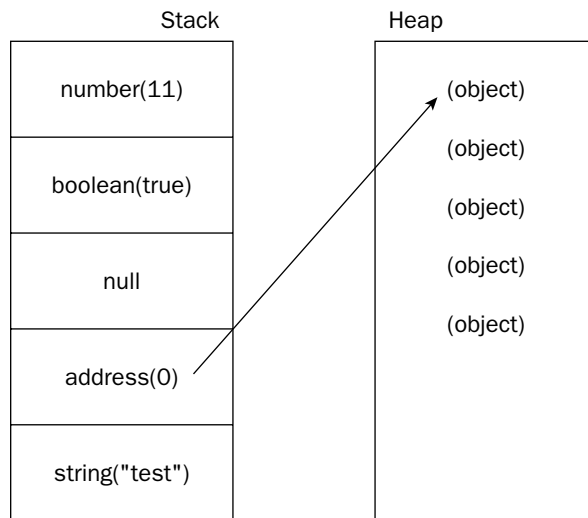 Stack
Heap
number(11)
boolean(true)
null
address(0)
string("test")
(object)
(object)
(object)
(object)
(object)